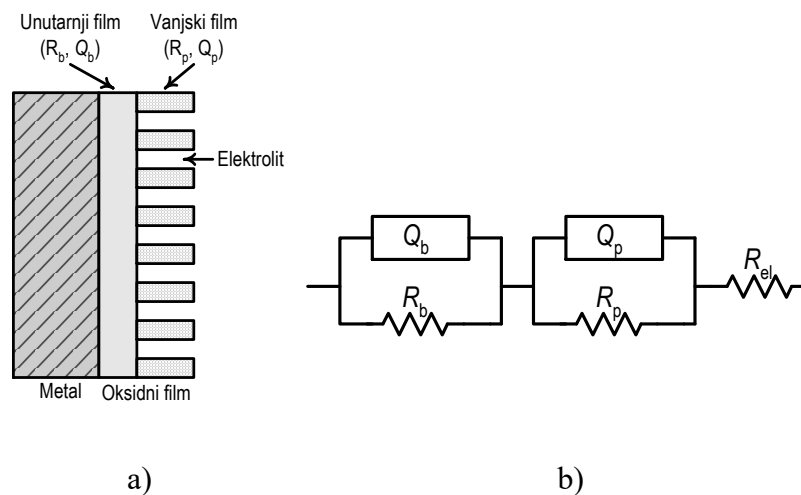 Unutarnji film
(Rb, Qb)
Vanjski film
(Rp, Qp)
Elektrolit
Metal
Oksidni film
a)
Qb
Rb
Qp
Rp
Rel
b)